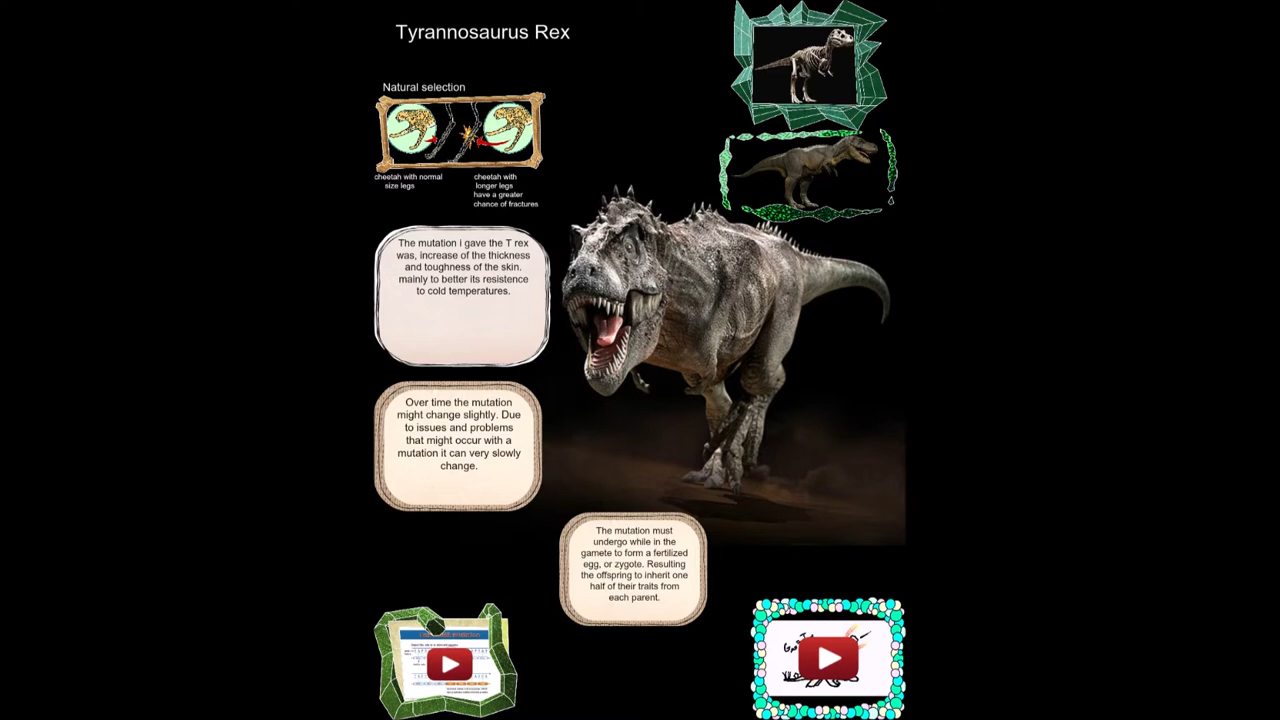 Tyrannosaurus Rex
Natural selection
cheetah with normal
size legs
cheetah with
longer legs
have a greater
chance of fractures
The mutation i gave the T rex
was, increase of the thickness
and toughness of the skin.
mainly to better its resistence
to cold temperatures.
Over time the mutation
might change slightly. Due
to issues and problems
that might occur with a
mutation it can very slowly
change.
The mutation must
undergo while in the
gamete to form a fertilized
egg, or zygote. Resulting
the offspring to inherit one
half of their traits from
each parent.